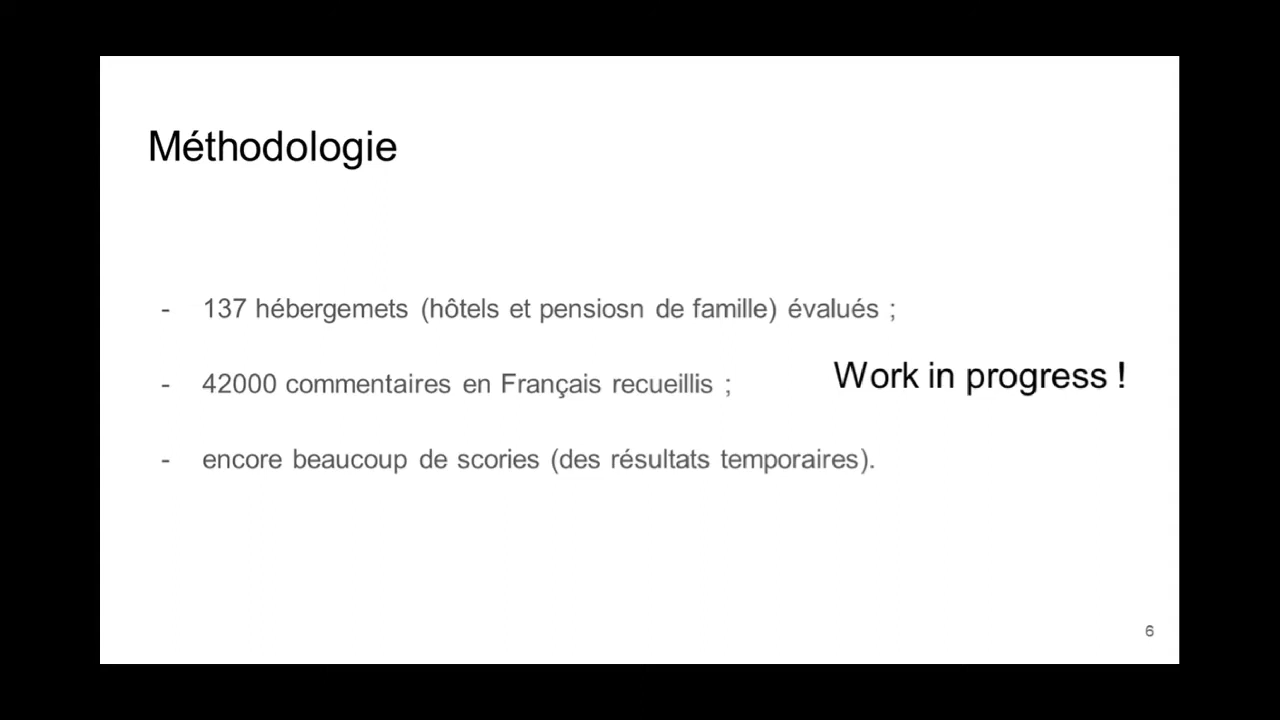 Méthodologie
- 137 hébergemets (hôtels et pensiosn de famille) évalués ;
- 42000 commentaires en Français recueillis ;
Work in progress !
- encore beaucoup de scories (des résultats temporaires).
6